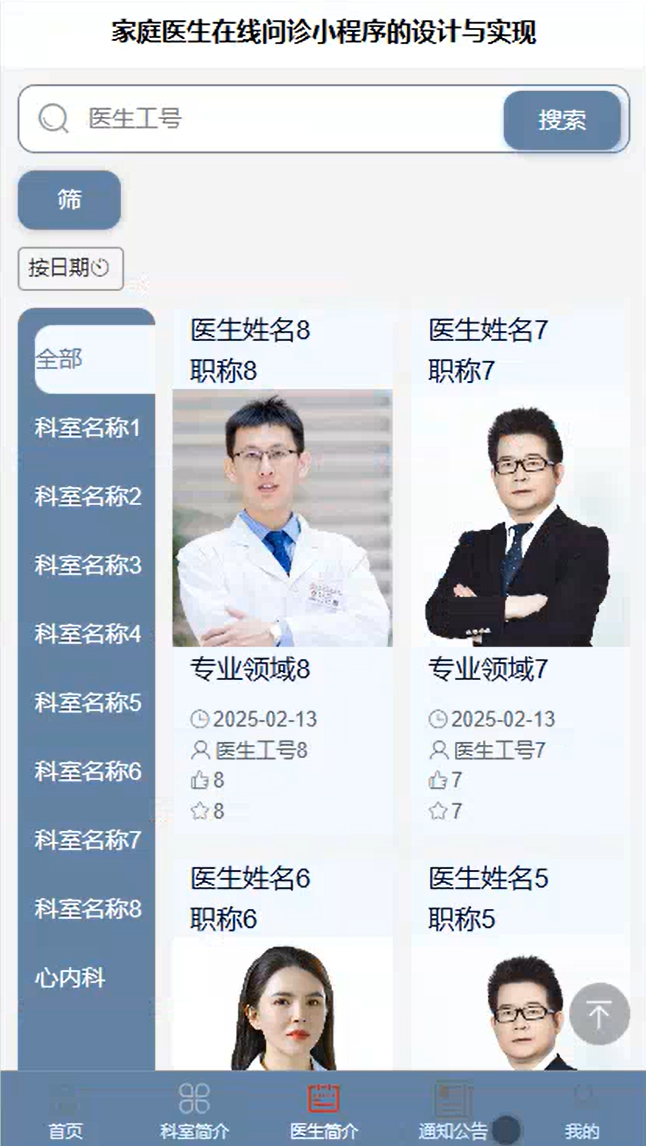 家庭医生在线问诊小程序的设计与实现
医生工号
搜索
筛
按日期
全部
科室名称1
科室名称2
科室名称3
科室名称4
科室名称5
科室名称6
科室名称7
科室名称8
心内科
医生姓名8
职称8
专业领域8
2025-02-13
医生工号8
8
8
医生姓名7
职称7
专业领域7
2025-02-13
医生工号7
7
7
医生姓名6
职称6
医生姓名5
职称5
首页
科室简介
医生简介
通知公告
我的